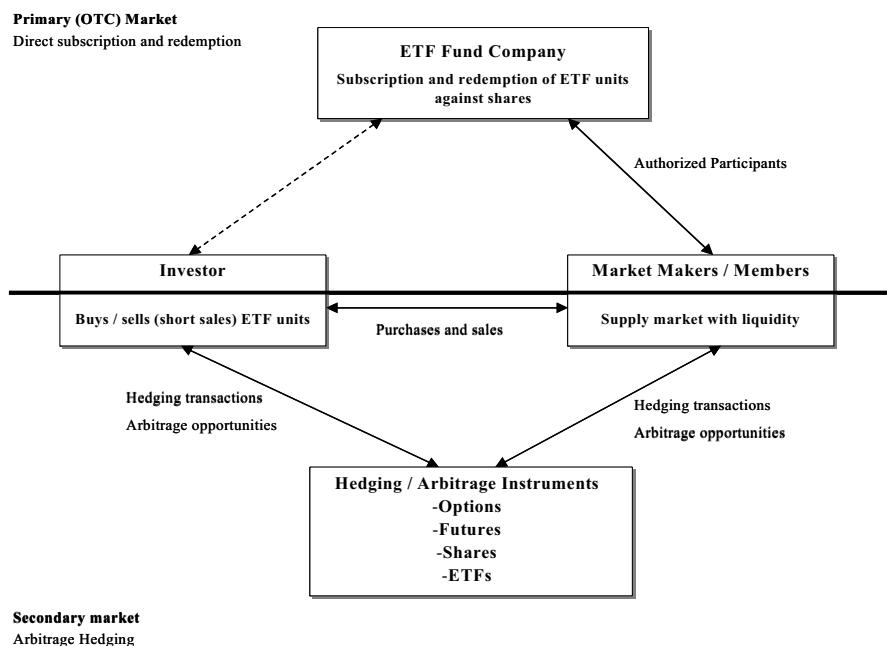 Primary (OTC) Market
Direct subscription and redemption
ETF Fund Company
Subscription and redemption of ETF units
against shares
Authorized Participants
Investor
Market Makers / Members
Buys / sells (short sales) ETF units
Purchases and sales
Supply market with liquidity
Hedging transactions
Arbitrage opportunities
Hedging transactions
Arbitrage opportunities
Hedging / Arbitrage Instruments
-Options
-Futures
-Shares
-ETFs
Secondary market
Arbitrage Hedging